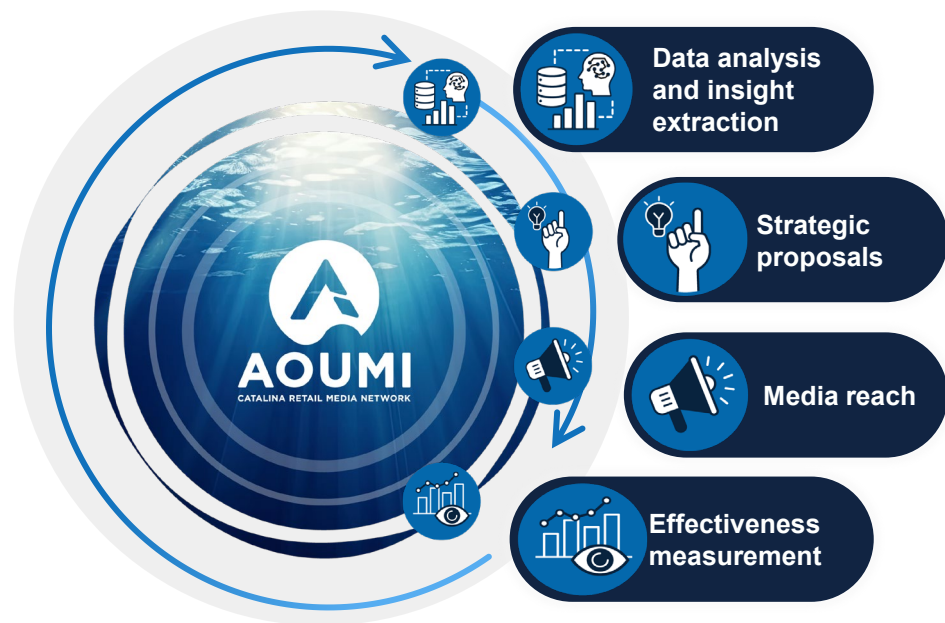 Data analysis
and insight
extraction
Strategic
proposals
AOUMI
CATALINA RETAIL MEDIA NETWORK
Media reach
Effectiveness
measurement